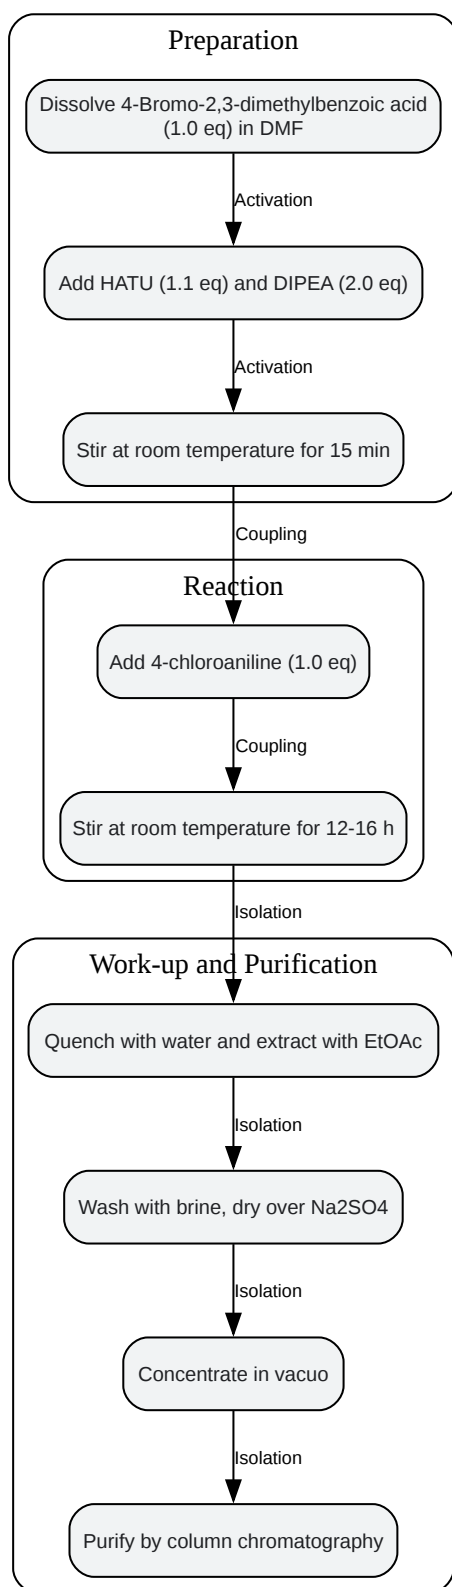 Preparation
Dissolve 4-Bromo-2,3-dimethylbenzoic acid
(1.0 eq) in DMF
Activation
Add HATU (1.1 eq) and DIPEA (2.0 eq)
Activation
Stir at room temperature for 15 min
Coupling
Reaction
Add 4-chloroaniline (1.0 eq)
Coupling
Stir at room temperature for 12-16 h
Isolation
Work-up and Purification
Quench with water and extract with EtOAc
Isolation
Wash with brine, dry over Na2SO4
Isolation
Concentrate in vacuo
Isolation
Purify by column chromatography